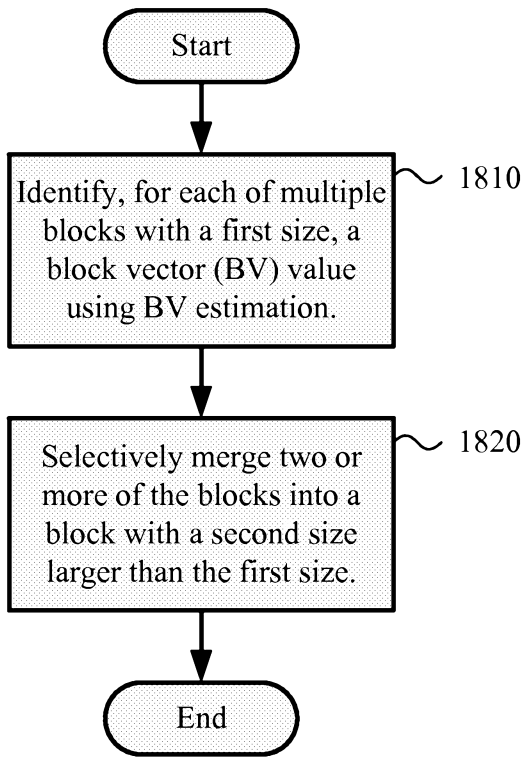 Start
Identify, for each of multiple
blocks with a first size, a
block vector (BV) value
using BV estimation.
1810
Selectively merge two or
more of the blocks into a
block with a second size
larger than the first size.
1820
End